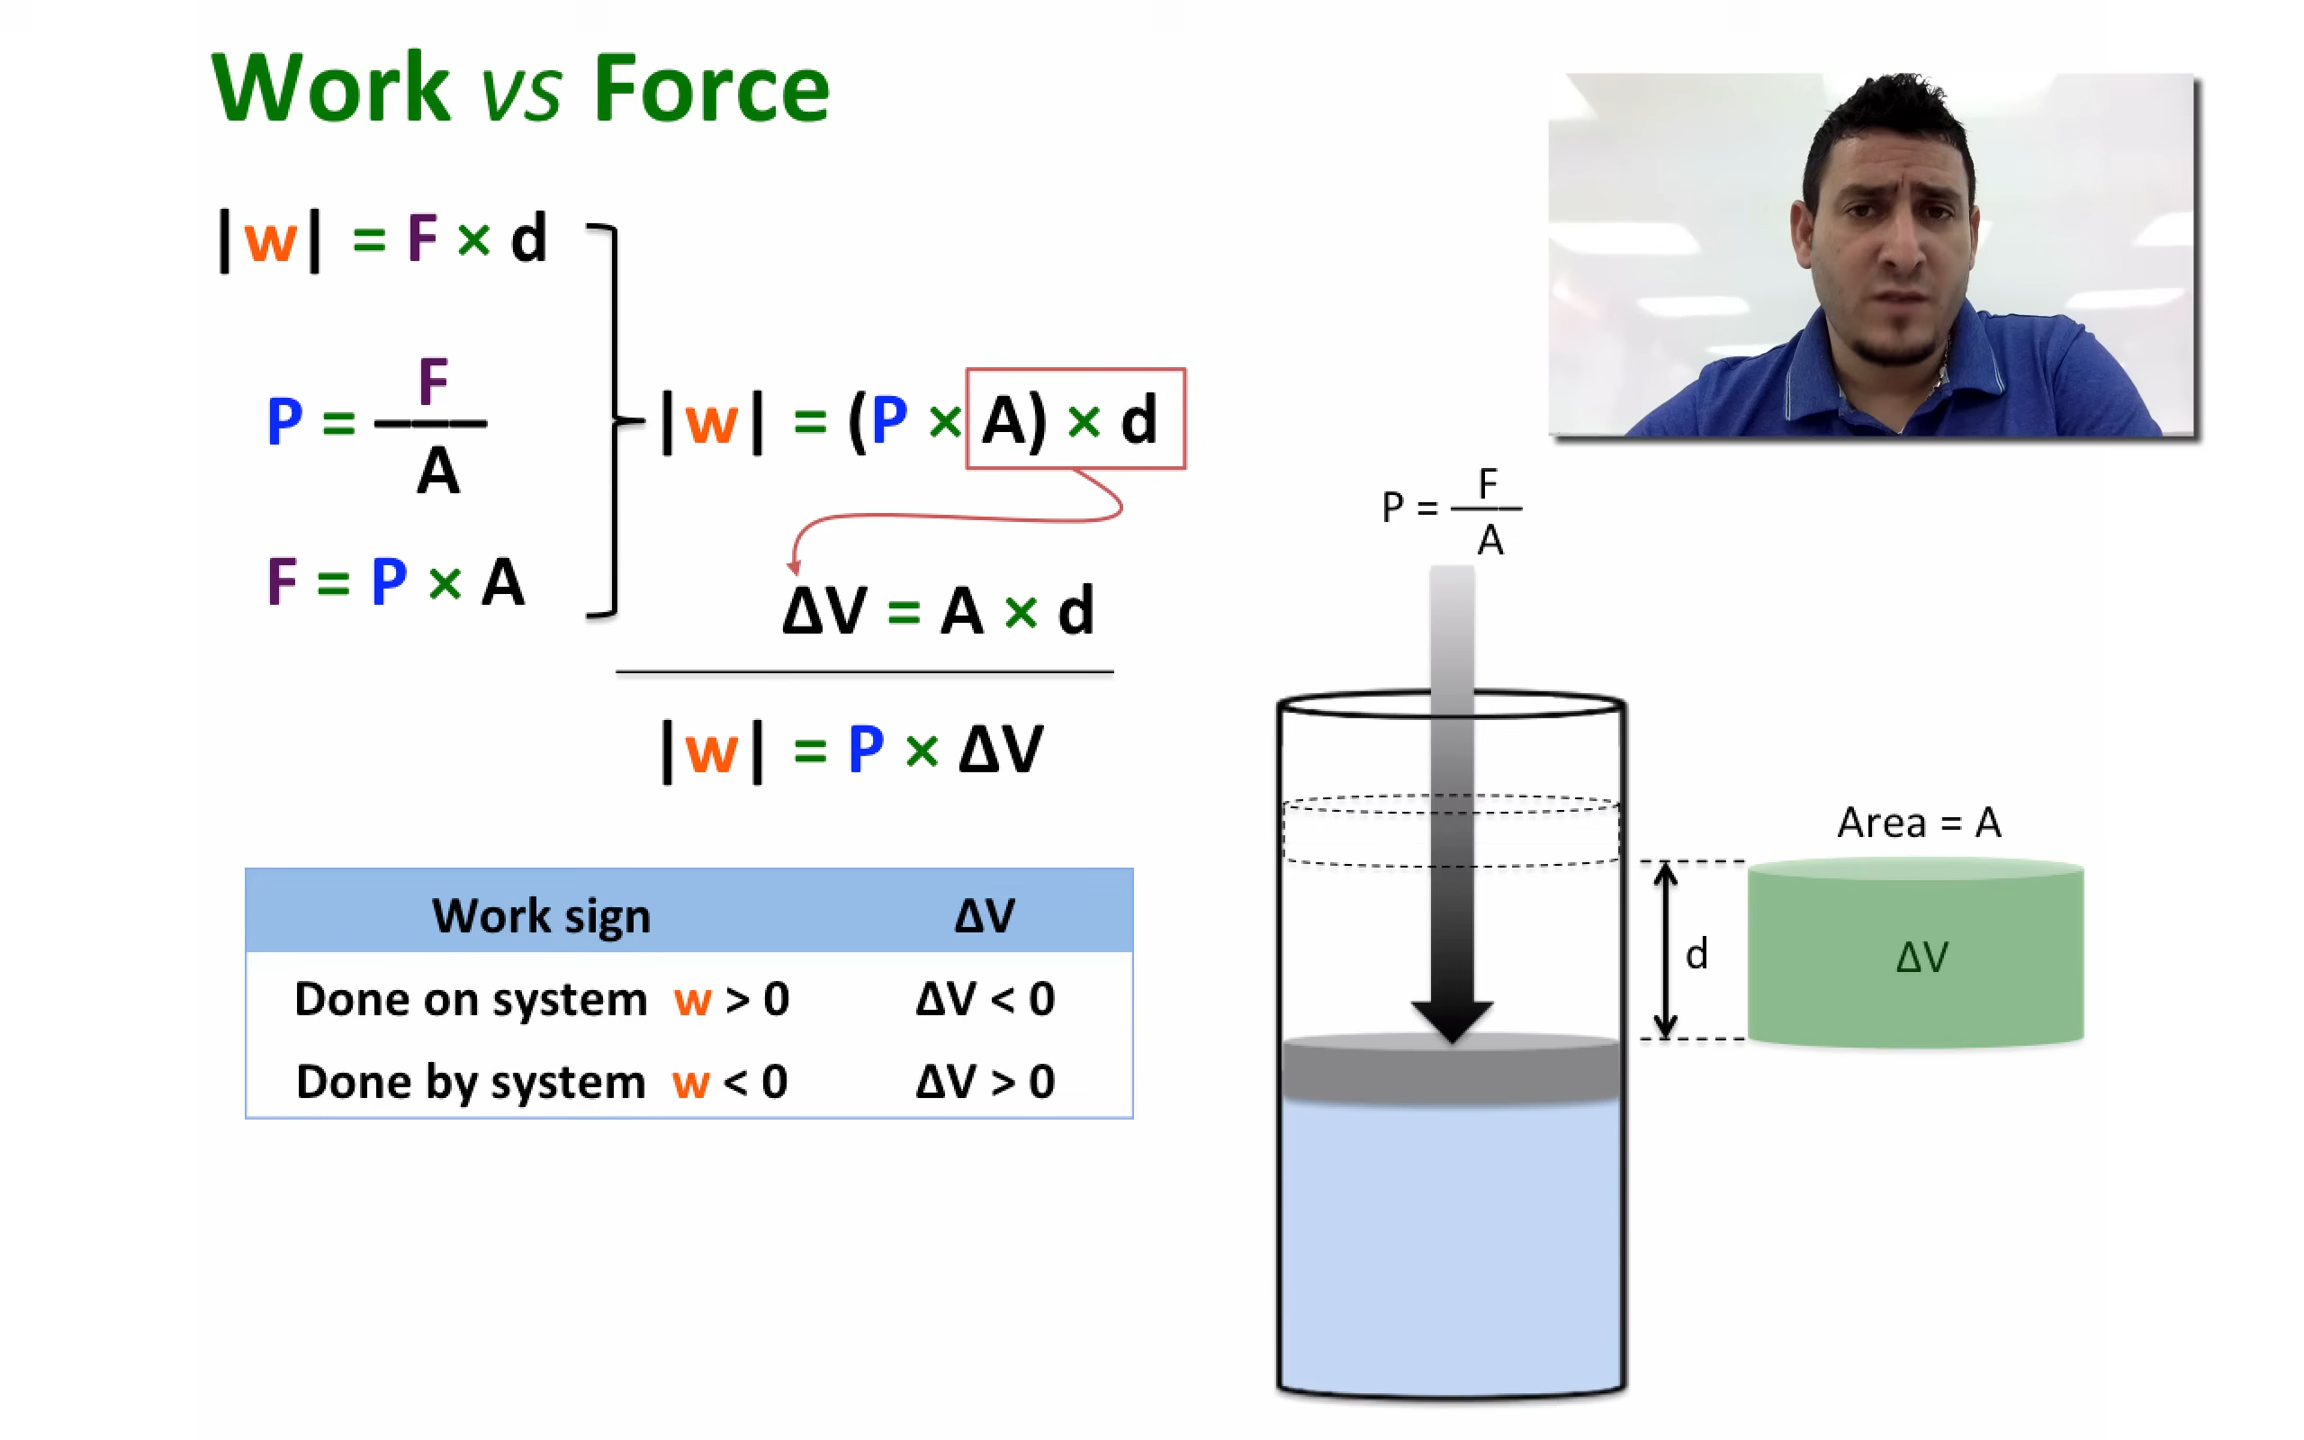 Work vs Force
|w| = F × d
P = F / A
F = P × A
|w| = (P × A) × d
ΔV = A × d
|w| = P × ΔV
Work sign ΔV
Done on system w > 0 ΔV < 0
Done by system w < 0 ΔV > 0
P = F / A
Area = A
d
ΔV